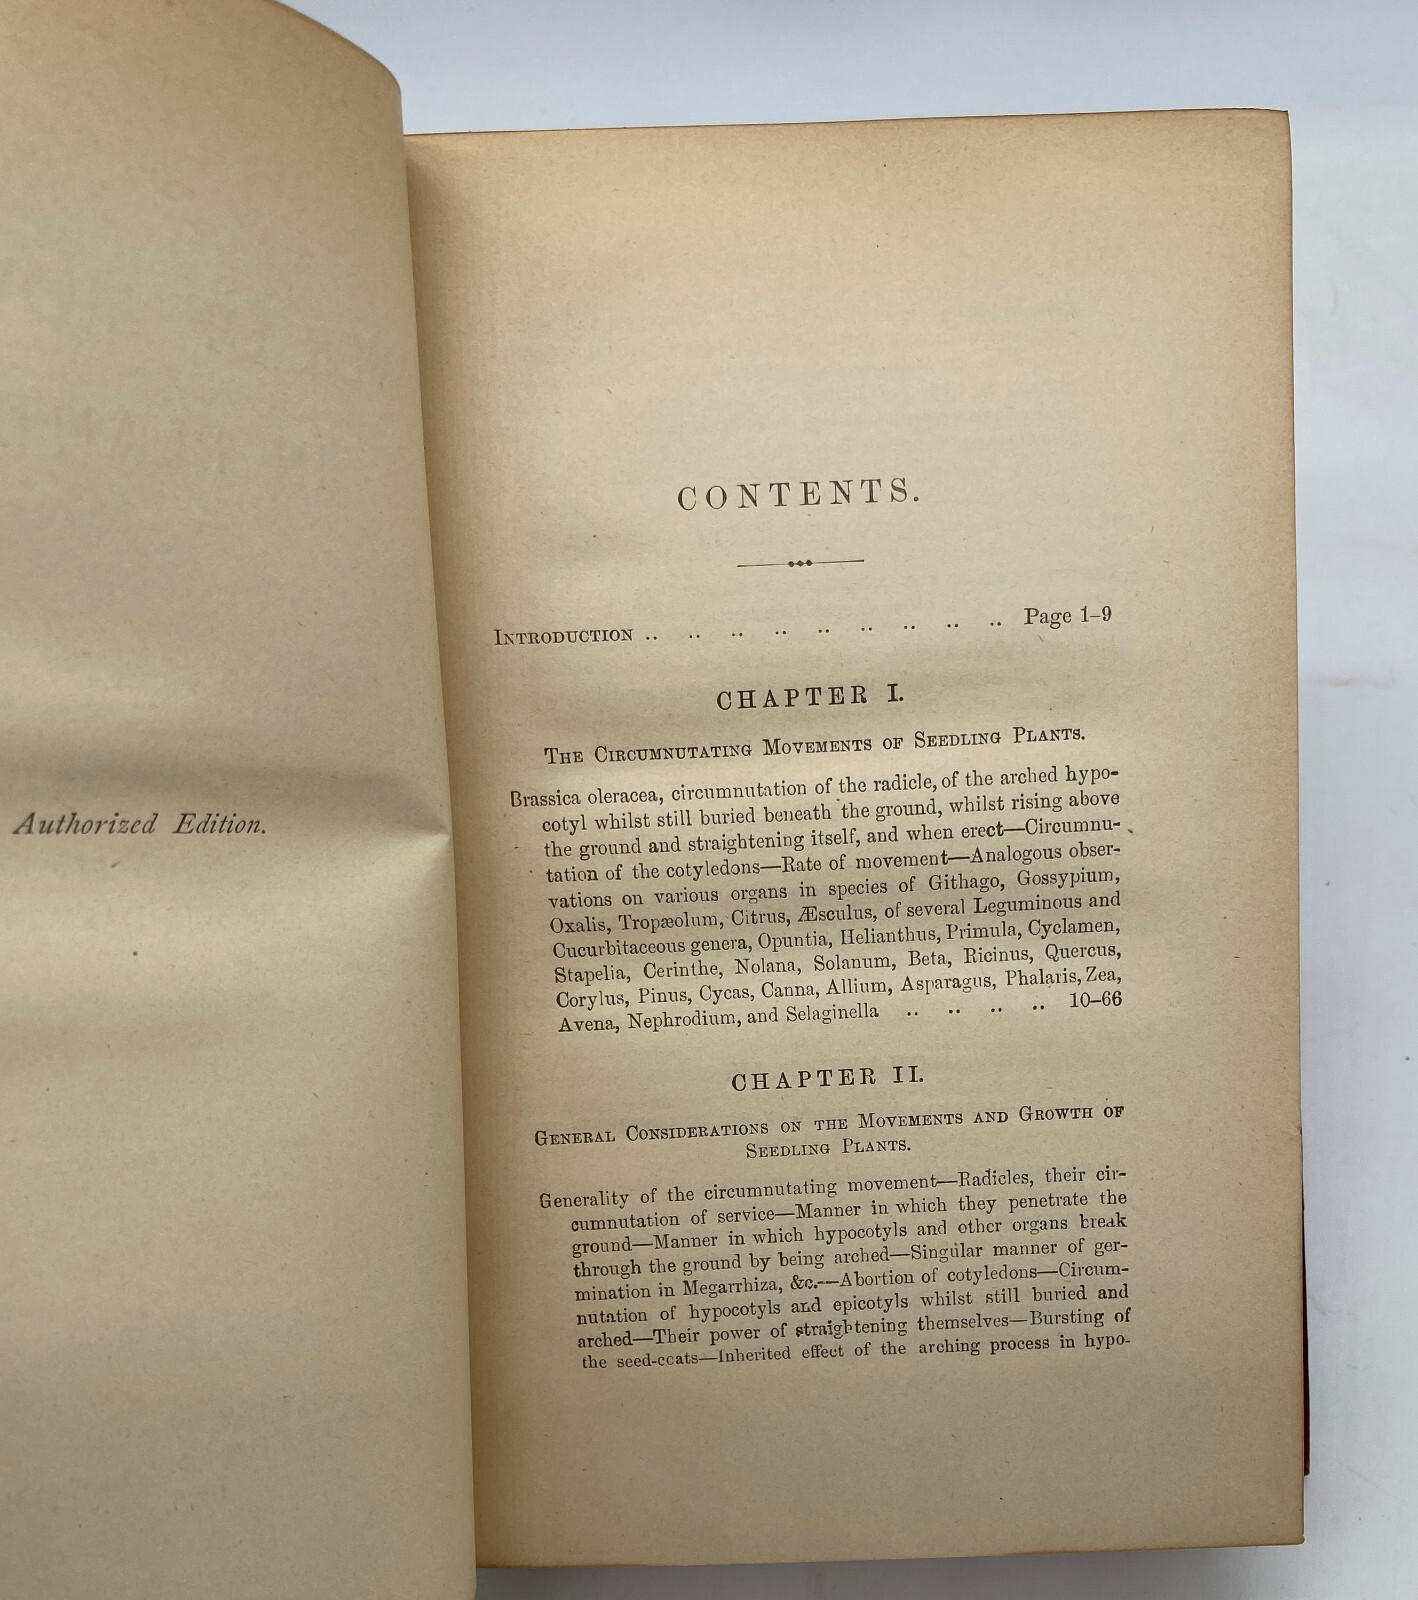 Authorized Edition.
CONTENTS.
INTRODUCTION .. .. .. .. .. .. .. .. .. Page 1–9
CHAPTER I.
THE CIRCUMNUTATING MOVEMENTS OF SEEDLING PLANTS.
Brassica oleracea, circumnutation of the radicle, of the arched hypo-
cotyl whilst still buried beneath the ground, whilst rising above
the ground and straightening itself, and when erect—Circumnu-
tation of the cotyledons—Rate of movement—Analogous obser-
vations on various organs in species of Githago, Gossypium,
Oxalis, Tropæolum, Citrus, Æsculus, of several Leguminous and
Cucurbitaceous genera, Opuntia, Helianthus, Primula, Cyclamen,
Stapelia, Cerinthe, Nolana, Solanum, Beta, Ricinus, Quercus,
Corylus, Pinus, Cycas, Canna, Allium, Asparagus, Phalaris, Zea,
Avena, Nephrodium, and Selaginella .. .. .. .. 10–66
CHAPTER II.
GENERAL CONSIDERATIONS ON THE MOVEMENTS AND GROWTH OF
SEEDLING PLANTS.
Generality of the circumnutating movement—Radicles, their cir-
cumnutation of service—Manner in which they penetrate the
ground—Manner in which hypocotyls and other organs break
through the ground by being arched—Singular manner of ger-
mination in Megarrhiza, &c.—Abortion of cotyledons—Circum-
nutation of hypocotyls and epicotyls whilst still buried and
arched—Their power of straightening themselves—Bursting of
the seed-coats—Inherited effect of the arching process in hypo-